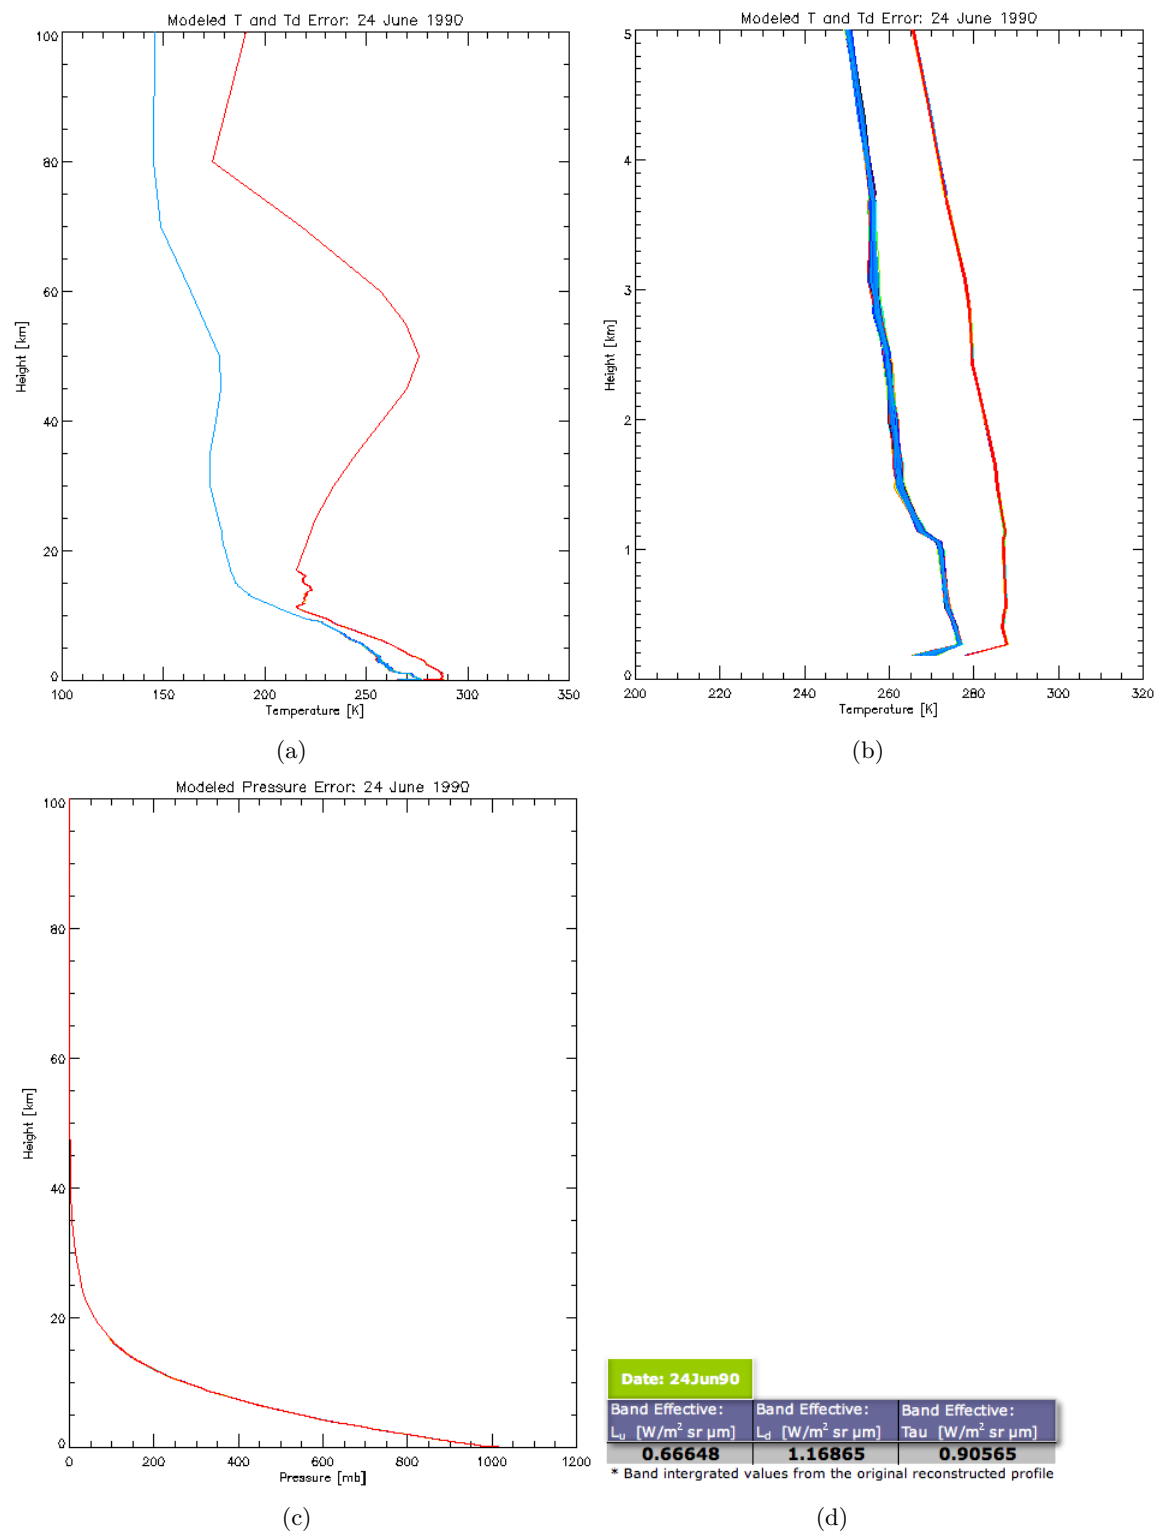 Modeled T and Td Error: 24 June 1990
100
80
60
40
20
0
Height [km]
100 150 200 250 300 350
Temperature [K]
(a)
Modeled T and Td Error: 24 June 1990
5
4
3
2
1
0
Height [km]
200 220 240 260 280 300 320
Temperature [K]
(b)
Modeled Pressure Error: 24 June 1990
100
80
60
40
20
0
Height [km]
0 200 400 600 800 1000 1200
Pressure [mb]
(c)
Date: 24Jun90
Band Effective: Band Effective: Band Effective:
Lu [W/m² sr µm] Ld [W/m² sr µm] Tau [W/m² sr µm]
0.66648 1.16865 0.90565
* Band intergrated values from the original reconstructed profile
(d)